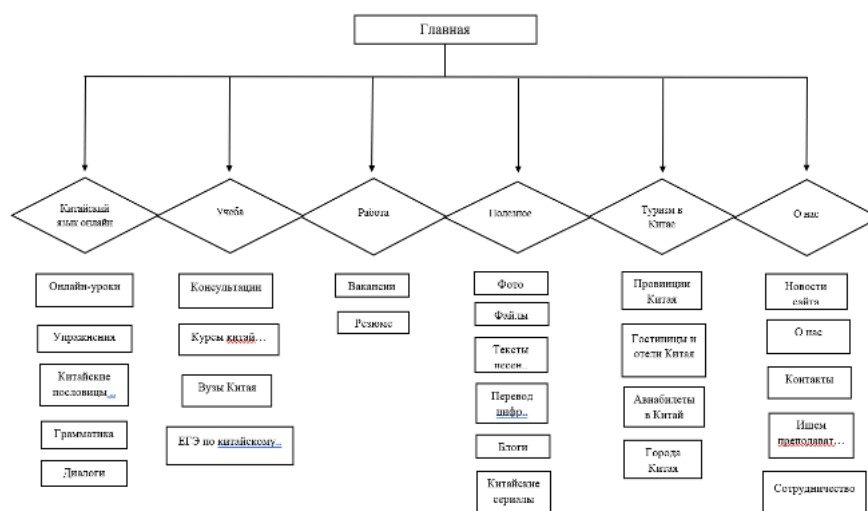 Главная
Китайский
язык онлайн
Учеба
Работа
Полезное
Туризм в
Китае
О нас
Онлайн-уроки
Упражнения
Китайские
пословицы...
Грамматика
Диалоги
Консультации
Курсы китай…
Вузы Китая
ЕГЭ по китайскому..
Вакансии
Резюме
Фото
Файлы
Тексты
песен..
Перевод
цифр..
Блоги
Китайские
сериалы
Провинции
Китая
Гостиницы и
отели Китая
Авиабилеты
в Китай
Города
Китая
Новости
сайта
О нас
Контакты
Ищем
преподават…
Сотрудничество